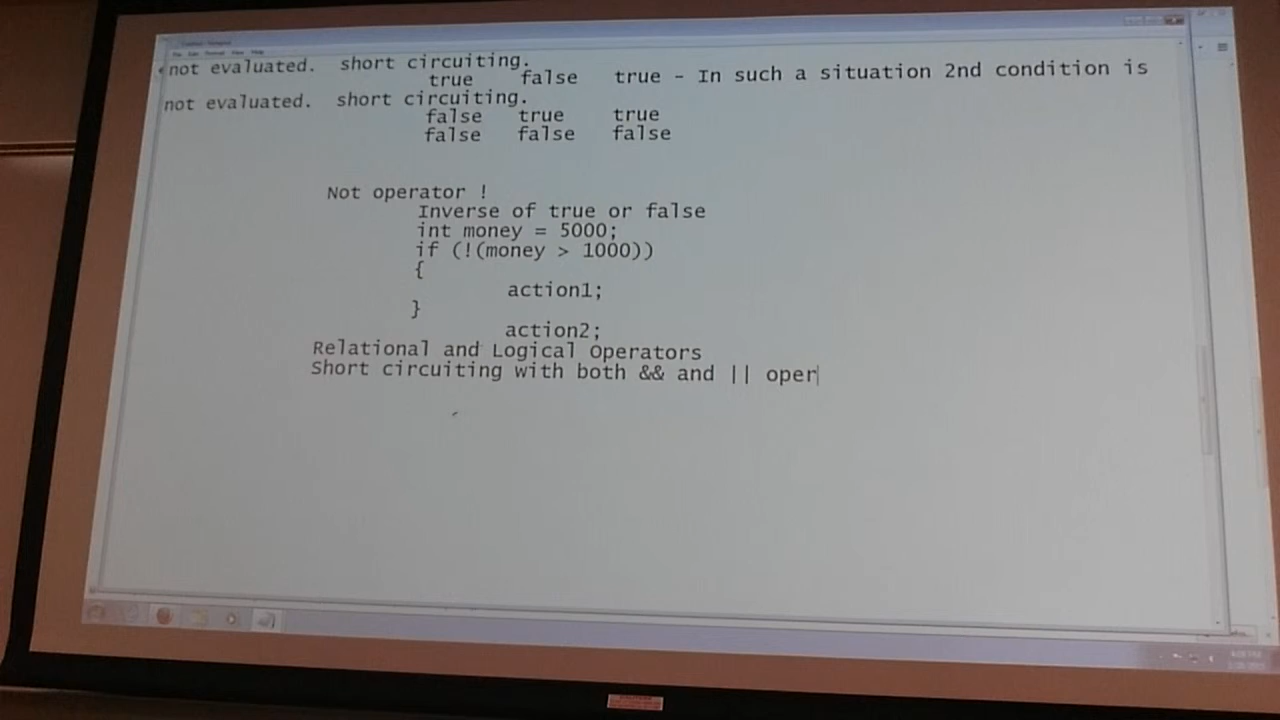 not evaluated. short circuiting.
true false true - In such a situation 2nd condition is
not evaluated. short circuiting.
false true true
false false false
Not operator !
Inverse of true or false
int money = 5000;
if (!(money > 1000))
{
action1;
}
action2;
Relational and Logical Operators
Short circuiting with both && and || oper